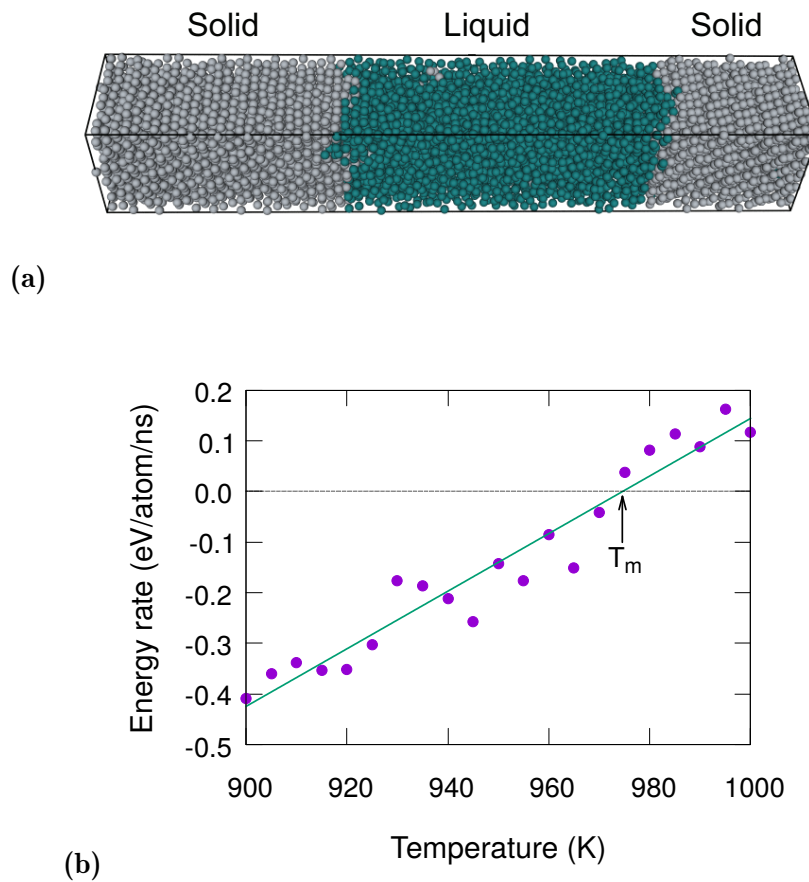 Solid Liquid Solid
(a)
0.2
0.1
0.0
-0.1
-0.2
-0.3
-0.4
-0.5
Energy rate (eV/atom/ns)
Tm
900 920 940 960 980 1000
Temperature (K)
(b)